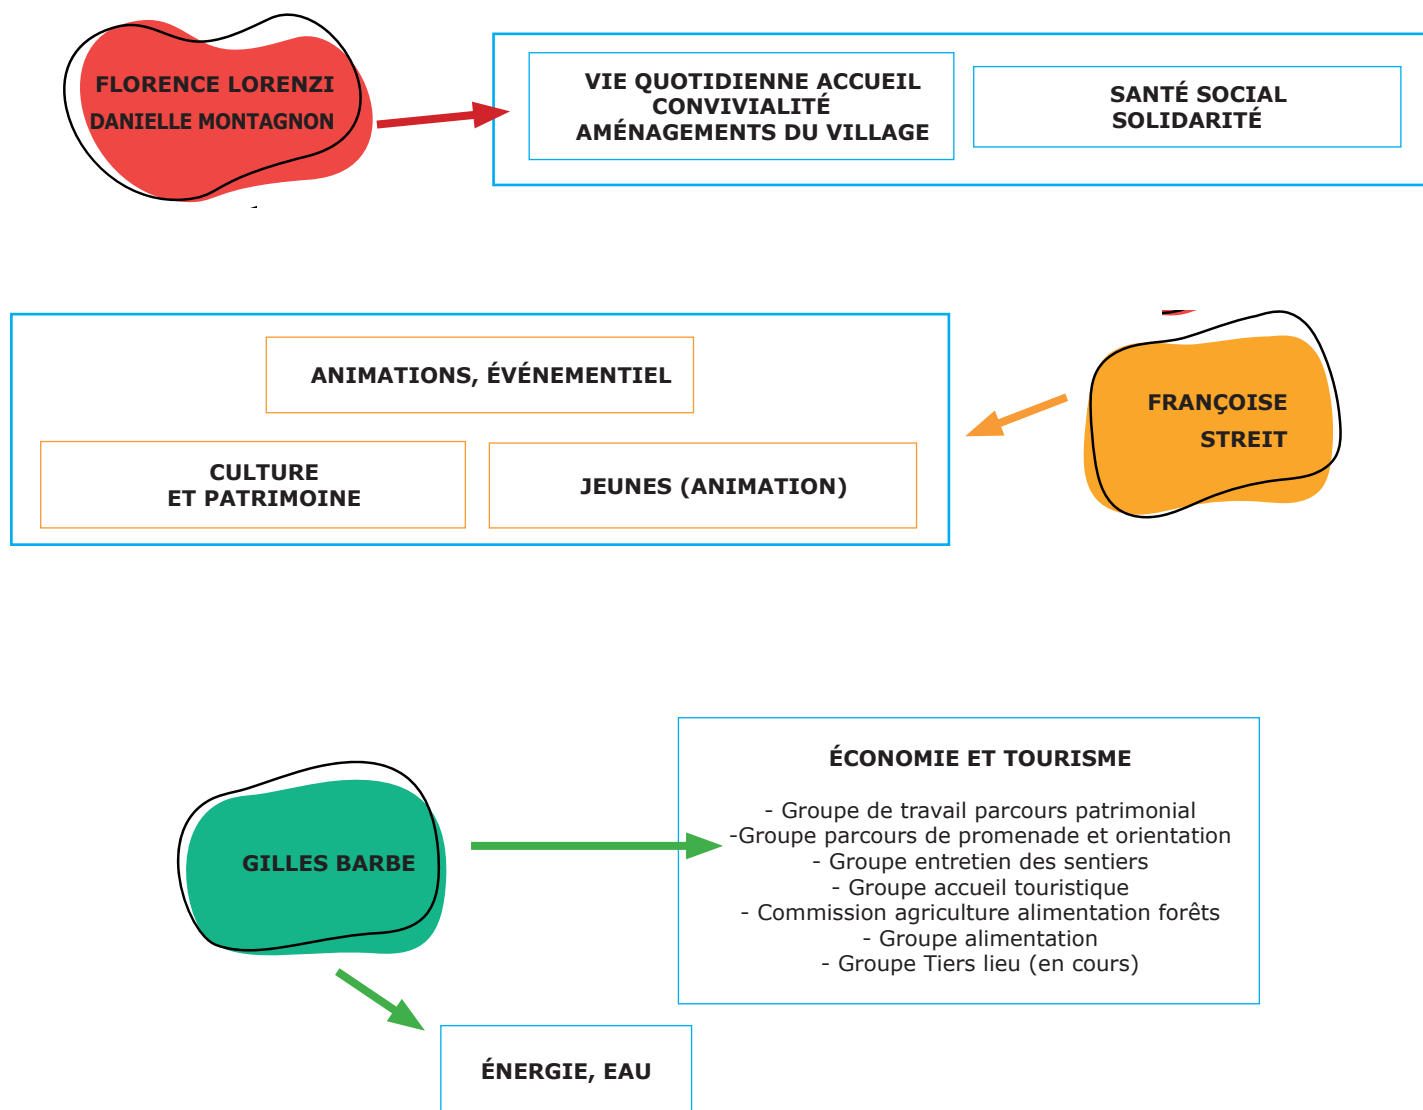 FLORENCE LORENZI
DANIELLE MONTAGNON
VIE QUOTIDIENNE ACCUEIL
CONVIVIALITÉ
AMÉNAGEMENTS DU VILLAGE
SANTÉ SOCIAL
SOLIDARITÉ
ANIMATIONS, ÉVÉNEMENTIEL
CULTURE
ET PATRIMOINE
JEUNES (ANIMATION)
FRANÇOISE
STREIT
GILLES BARBE
ÉCONOMIE ET TOURISME
- Groupe de travail parcours patrimonial
-Groupe parcours de promenade et orientation
- Groupe entretien des sentiers
- Groupe accueil touristique
- Commission agriculture alimentation forêts
- Groupe alimentation
- Groupe Tiers lieu (en cours)
ÉNERGIE, EAU